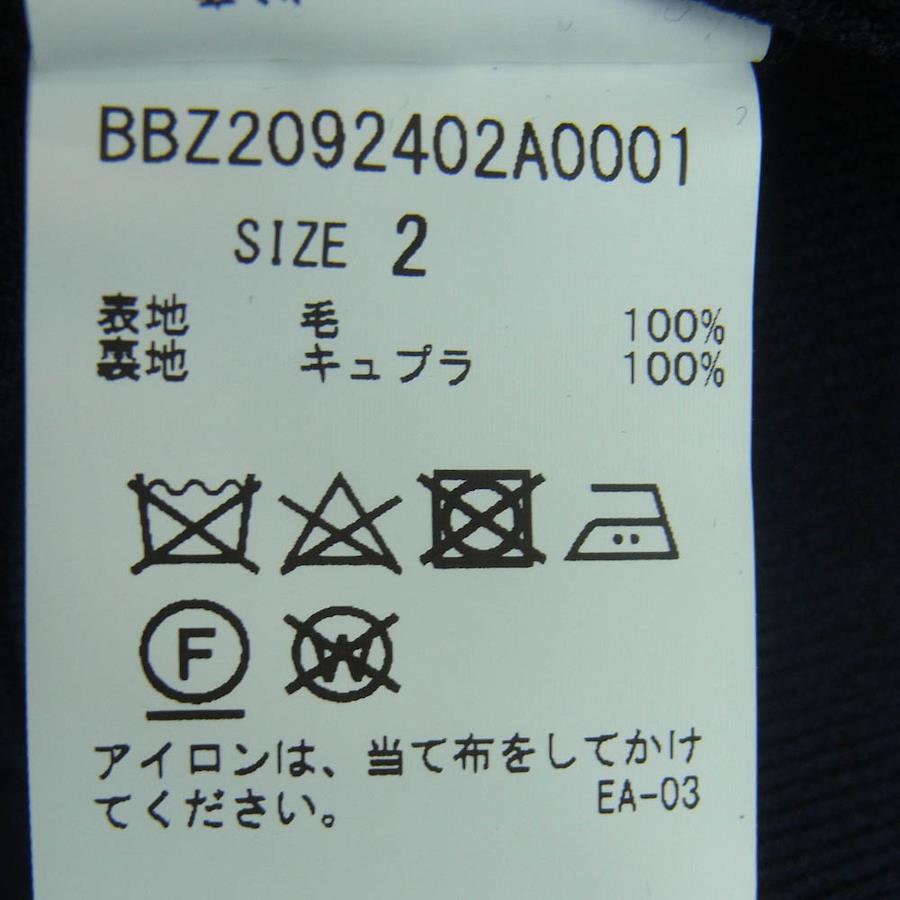 BBZ2092402A0001
SIZE 2
表地 毛 100%
裏地 キュプラ 100%
F
W
アイロンは、当て布をしてかけ
てください。 EA-03